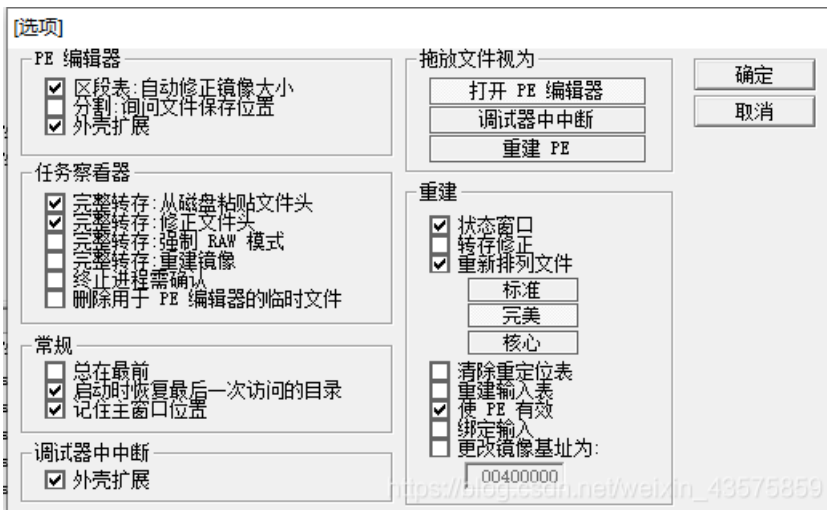 [选项]
PE 编辑器
区段表:自动修正镜像大小
分割:询问文件保存位置
外壳扩展
任务察看器
完整转存:从磁盘粘贴文件头
完整转存:修正文件头
完整转存:强制 RAW 模式
完整转存:重建镜像
终止进程需确认
删除用于 PE 编辑器的临时文件
常规
总在最前
启动时恢复最后一次访问的目录
记住主窗口位置
调试器中中断
外壳扩展
拖放文件视为
打开 PE 编辑器
调试器中中断
重建 PE
重建
状态窗口
转存修正
重新排列文件
标准
完美
核心
清除重定位表
重建输入表
使 PE 有效
绑定输入
更改镜像基址为:
00400000
确定
取消
https://blog.csdn.net/weixin_43575859